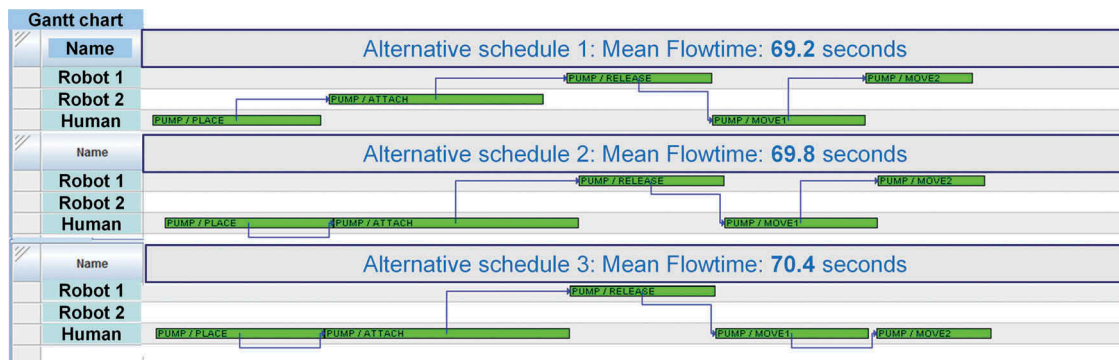 Gantt chart
Name
Alternative schedule 1: Mean Flowtime: 69.2 seconds
Robot 1
PUMP / RELEASE
PUMP / MOVE2
Robot 2
PUMP / ATTACH
Human
PUMP / PLACE
PUMP / MOVE1
Name
Alternative schedule 2: Mean Flowtime: 69.8 seconds
Robot 1
PUMP / RELEASE
PUMP / MOVE2
Robot 2
Human
PUMP / PLACE
PUMP / ATTACH
PUMP / MOVE1
Name
Alternative schedule 3: Mean Flowtime: 70.4 seconds
Robot 1
PUMP / RELEASE
Robot 2
Human
PUMP / PLACE
PUMP / ATTACH
PUMP / MOVE1
PUMP / MOVE2